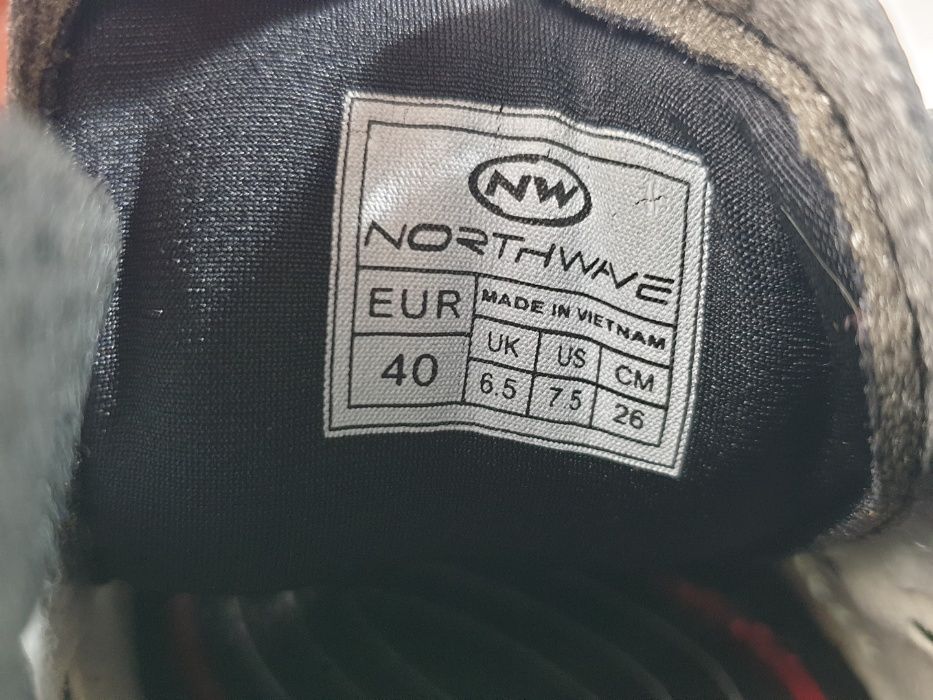 NW
NORTHWAVE
EUR
MADE IN VIETNAM
40
UK US CM
6.5 7.5 26